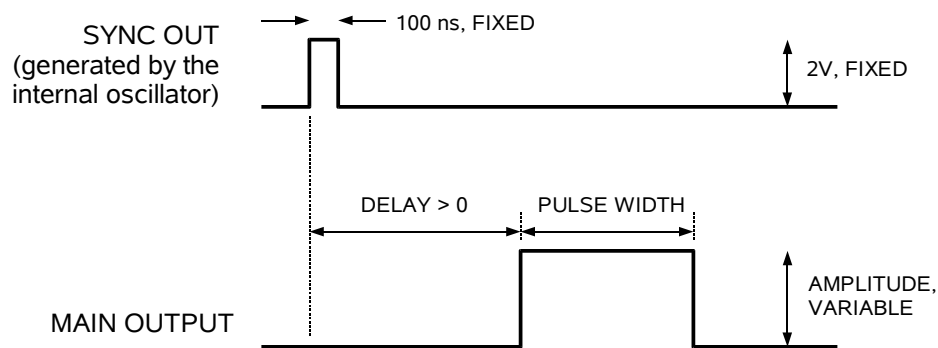 100 ns, FIXED
SYNC OUT
(generated by the
internal oscillator)
2V, FIXED
DELAY > 0
PULSE WIDTH
AMPLITUDE,
VARIABLE
MAIN OUTPUT